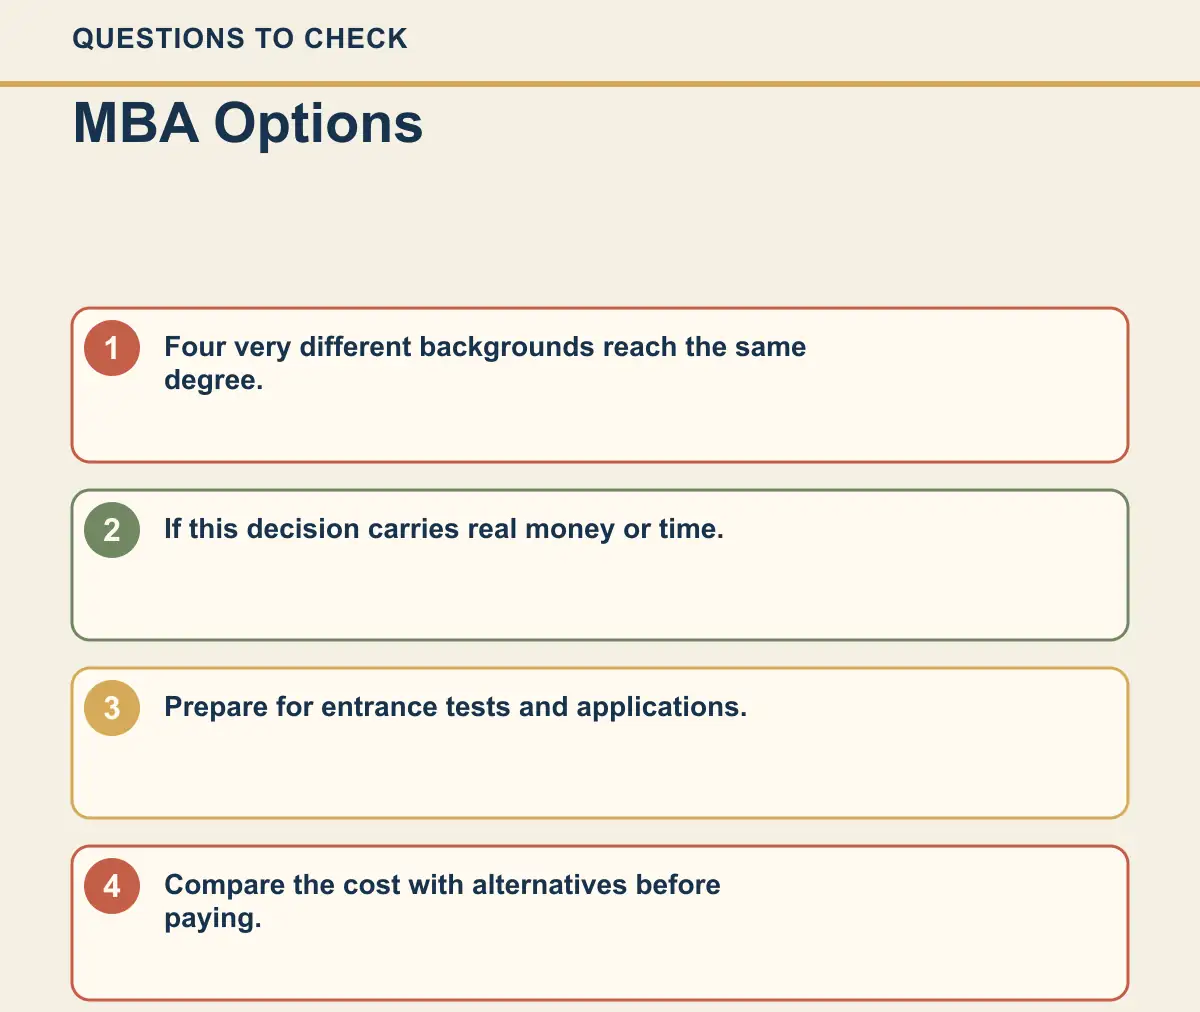 QUESTIONS TO CHECK
MBA Options
1
Four very different backgrounds reach the same
degree.
2
If this decision carries real money or time.
3
Prepare for entrance tests and applications.
4
Compare the cost with alternatives before
paying.